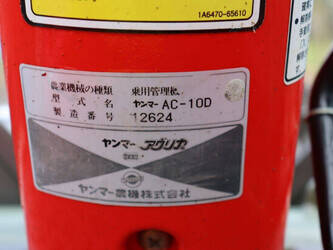 1A6470-65610
農業機械の種類 乗用管理機
型式名 ヤンマー AC-10D
製造番号 12624
ヤンマー アグリカ
ヤンマー農機株式会社